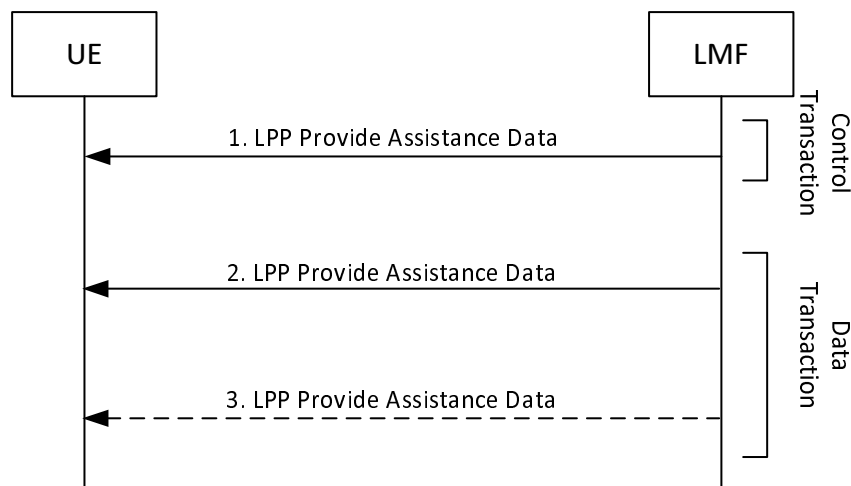 UE
LMF
1. LPP Provide Assistance Data
Control
Transaction
2. LPP Provide Assistance Data
Data
Transaction
3. LPP Provide Assistance Data